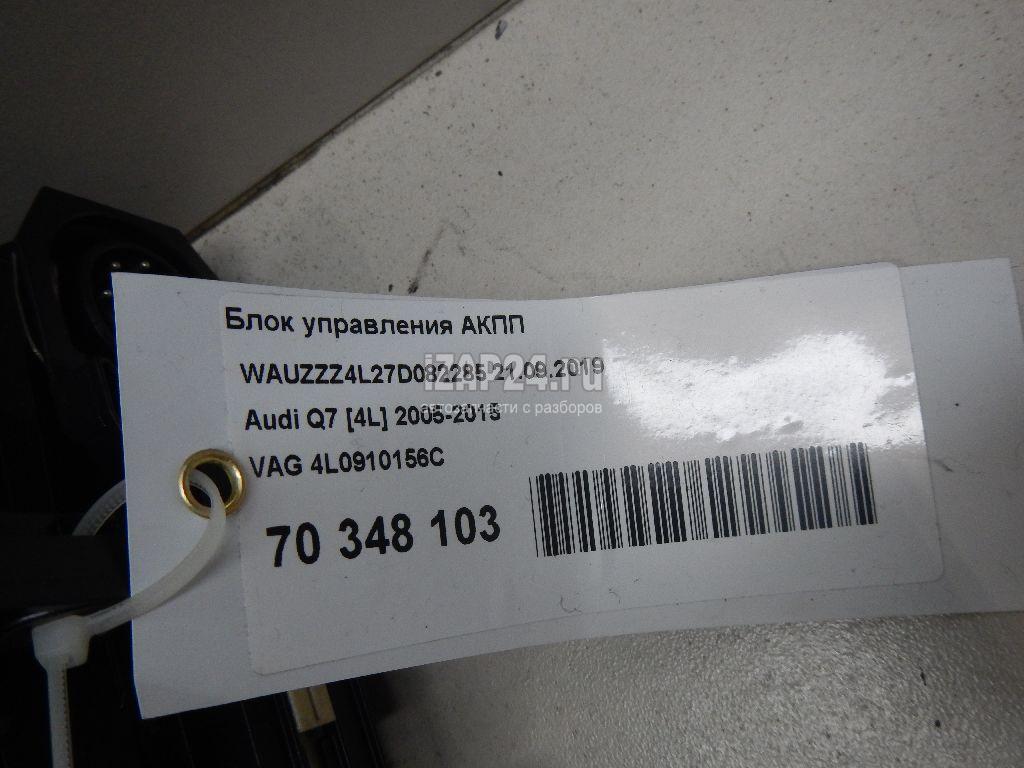 Блок управления АКПП
WAUZZZ4L27D082285 21.09.2019
iZAP24.ru
Audi Q7 [4L] 2005-2015
автозапчасти с разборов
VAG 4L0910156C
70 348 103